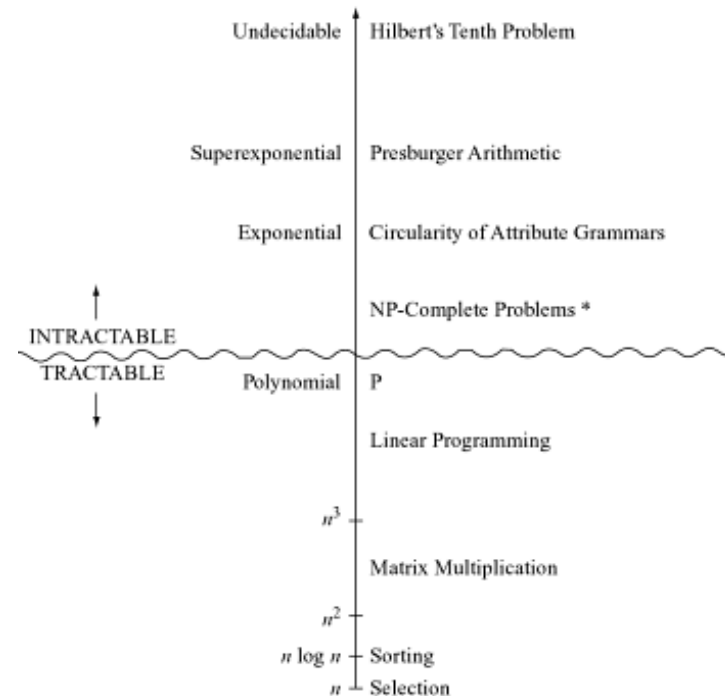 Undecidable Hilbert's Tenth Problem
Superexponential Presburger Arithmetic
Exponential Circularity of Attribute Grammars
NP-Complete Problems *
INTRACTABLE
TRACTABLE
Polynomial P
Linear Programming
n³
Matrix Multiplication
n²
n log n Sorting
n Selection